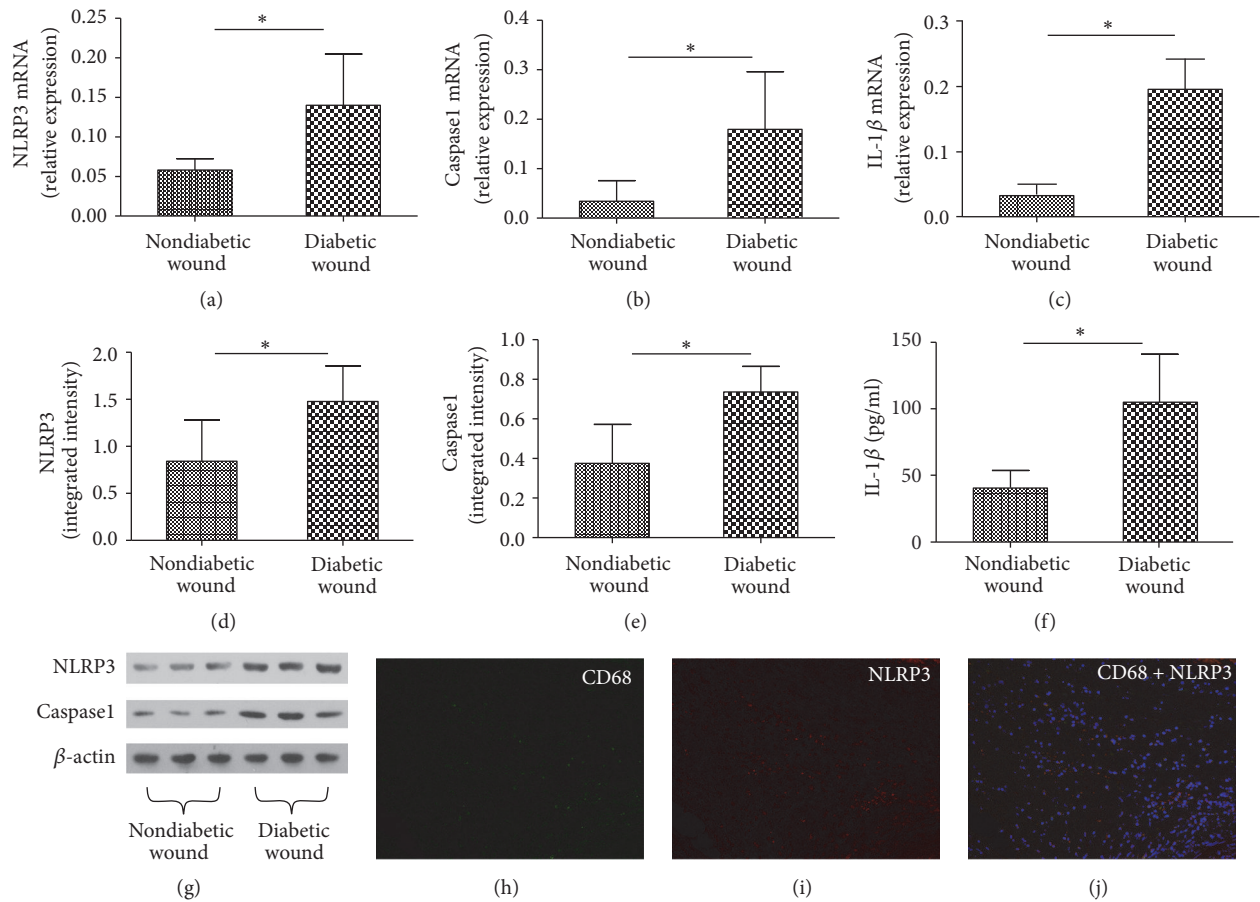 NLRP3 mRNA
(relative expression)
0.25
0.20
0.15
0.10
0.05
0.00
*
Nondiabetic
wound
Diabetic
wound
(a)
Caspase1 mRNA
(relative expression)
0.4
0.3
0.2
0.1
0.0
*
Nondiabetic
wound
Diabetic
wound
(b)
IL-1β mRNA
(relative expression)
0.3
0.2
0.1
0.0
*
Nondiabetic
wound
Diabetic
wound
(c)
NLRP3
(integrated intensity)
2.0
1.5
1.0
0.5
0.0
*
Nondiabetic
wound
Diabetic
wound
(d)
Caspase1
(integrated intensity)
1.0
0.8
0.6
0.4
0.2
0.0
*
Nondiabetic
wound
Diabetic
wound
(e)
IL-1β (pg/ml)
150
100
50
0
*
Nondiabetic
wound
Diabetic
wound
(f)
NLRP3
Caspase1
β-actin
Nondiabetic
wound
Diabetic
wound
(g)
CD68
(h)
NLRP3
(i)
CD68 + NLRP3
(j)